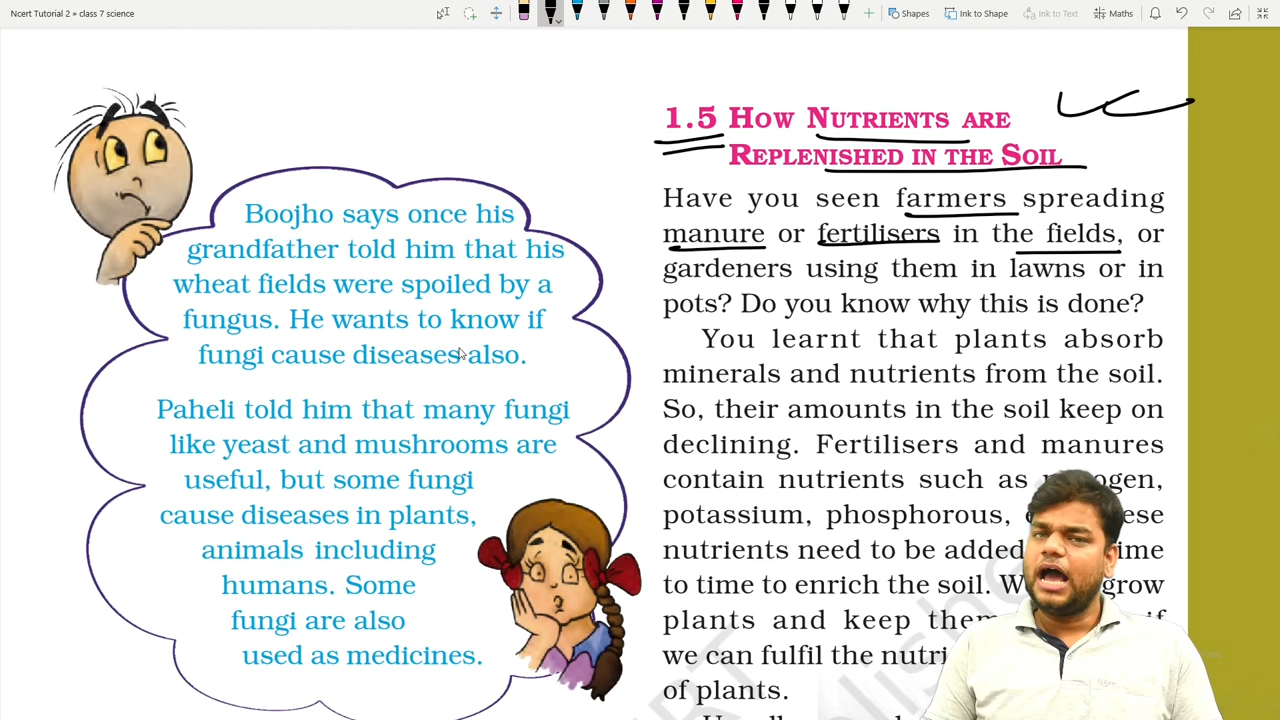 Ncert Tutorial 2 » class 7 science
Shapes
Ink to Shape
Ink to Text
Maths
Boojho says once his
grandfather told him that his
wheat fields were spoiled by a
fungus. He wants to know if
fungi cause diseases also.
Paheli told him that many fungi
like yeast and mushrooms are
useful, but some fungi
cause diseases in plants,
animals including
humans. Some
fungi are also
used as medicines.
1.5 How Nutrients are
Replenished in the Soil
Have you seen farmers spreading
manure or fertilisers in the fields, or
gardeners using them in lawns or in
pots? Do you know why this is done?
You learnt that plants absorb
minerals and nutrients from the soil.
So, their amounts in the soil keep on
declining. Fertilisers and manures
contain nutrients such as
potassium, phosphorous,
nutrients need to be added
to time to enrich the soil. grow
plants and keep if
we can fulfil the
of plants.